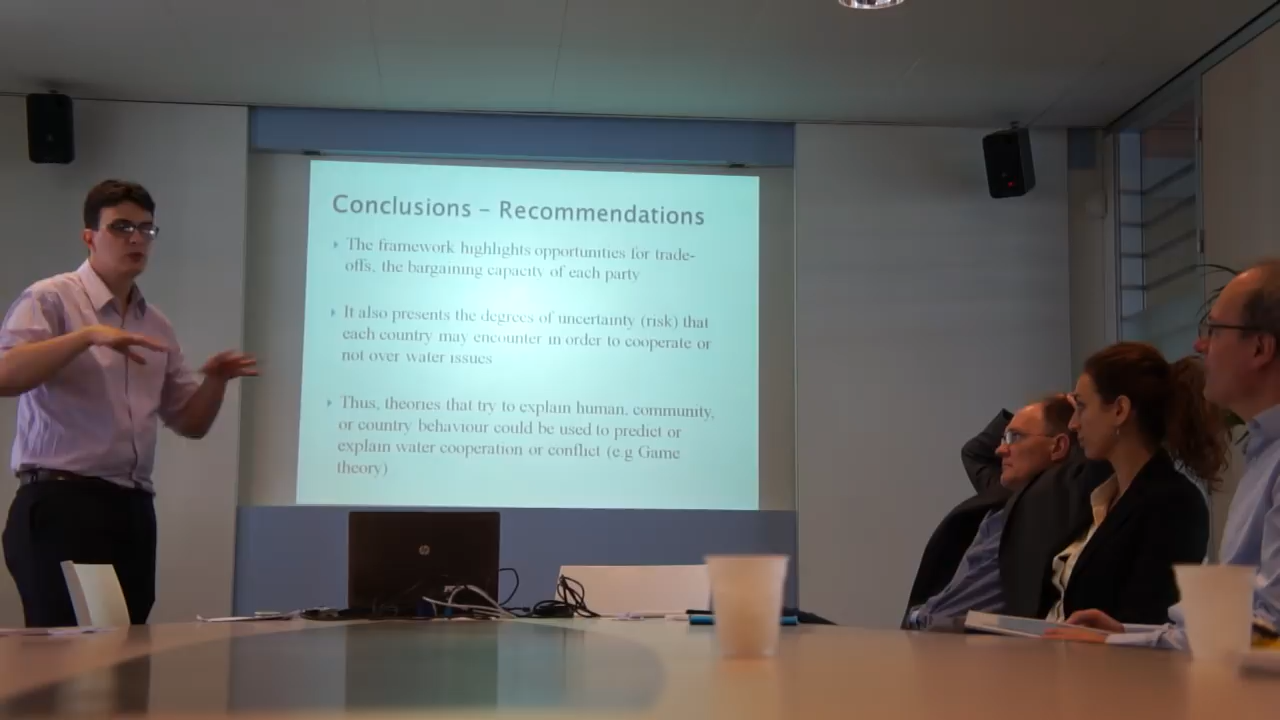 Conclusions – Recommendations
The framework highlights opportunities for trade-
offs, the bargaining capacity of each party
It also presents the degrees of uncertainty (risk) that
each country may encounter in order to cooperate or
not over water issues
Thus, theories that try to explain human, community,
or country behaviour could be used to predict or
explain water cooperation or conflict (e.g Game
theory)
hp